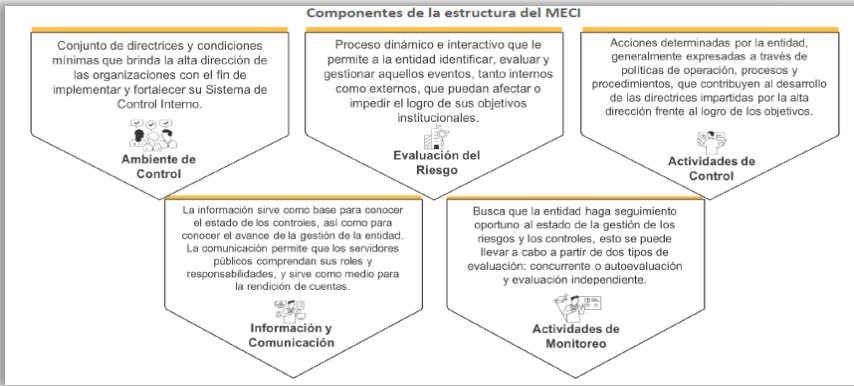 Componentes de la estructura del MECI
Conjunto de directrices y condiciones
mínimas que brinda la alta dirección de
las organizaciones con el fin de
implementar y fortalecer su Sistema de
Control Interno.
Ambiente de
Control
Proceso dinámico e interactivo que le
permite a la entidad identificar, evaluar y
gestionar aquellos eventos, tanto internos
como externos, que puedan afectar o
impedir el logro de sus objetivos
institucionales.
Evaluación del
Riesgo
Acciones determinadas por la entidad,
generalmente expresadas a través de
políticas de operación, procesos y
procedimientos, que contribuyen al desarrollo
de las directrices impartidas por la alta
dirección frente al logro de los objetivos.
Actividades de
Control
La información sirve como base para conocer
el estado de los controles, así como para
conocer el avance de la gestión de la entidad.
La comunicación permite que los servidores
públicos comprendan sus roles y
responsabilidades, y sirve como medio para
la rendición de cuentas.
Información y
Comunicación
Busca que la entidad haga seguimiento
oportuno al estado de la gestión de los
riesgos y los controles, esto se puede
llevar a cabo a partir de dos tipos de
evaluación: concurrente o autoevaluación
y evaluación independiente.
Actividades de
Monitoreo